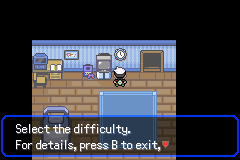 Select the difficulty.
For details, press B to exit,